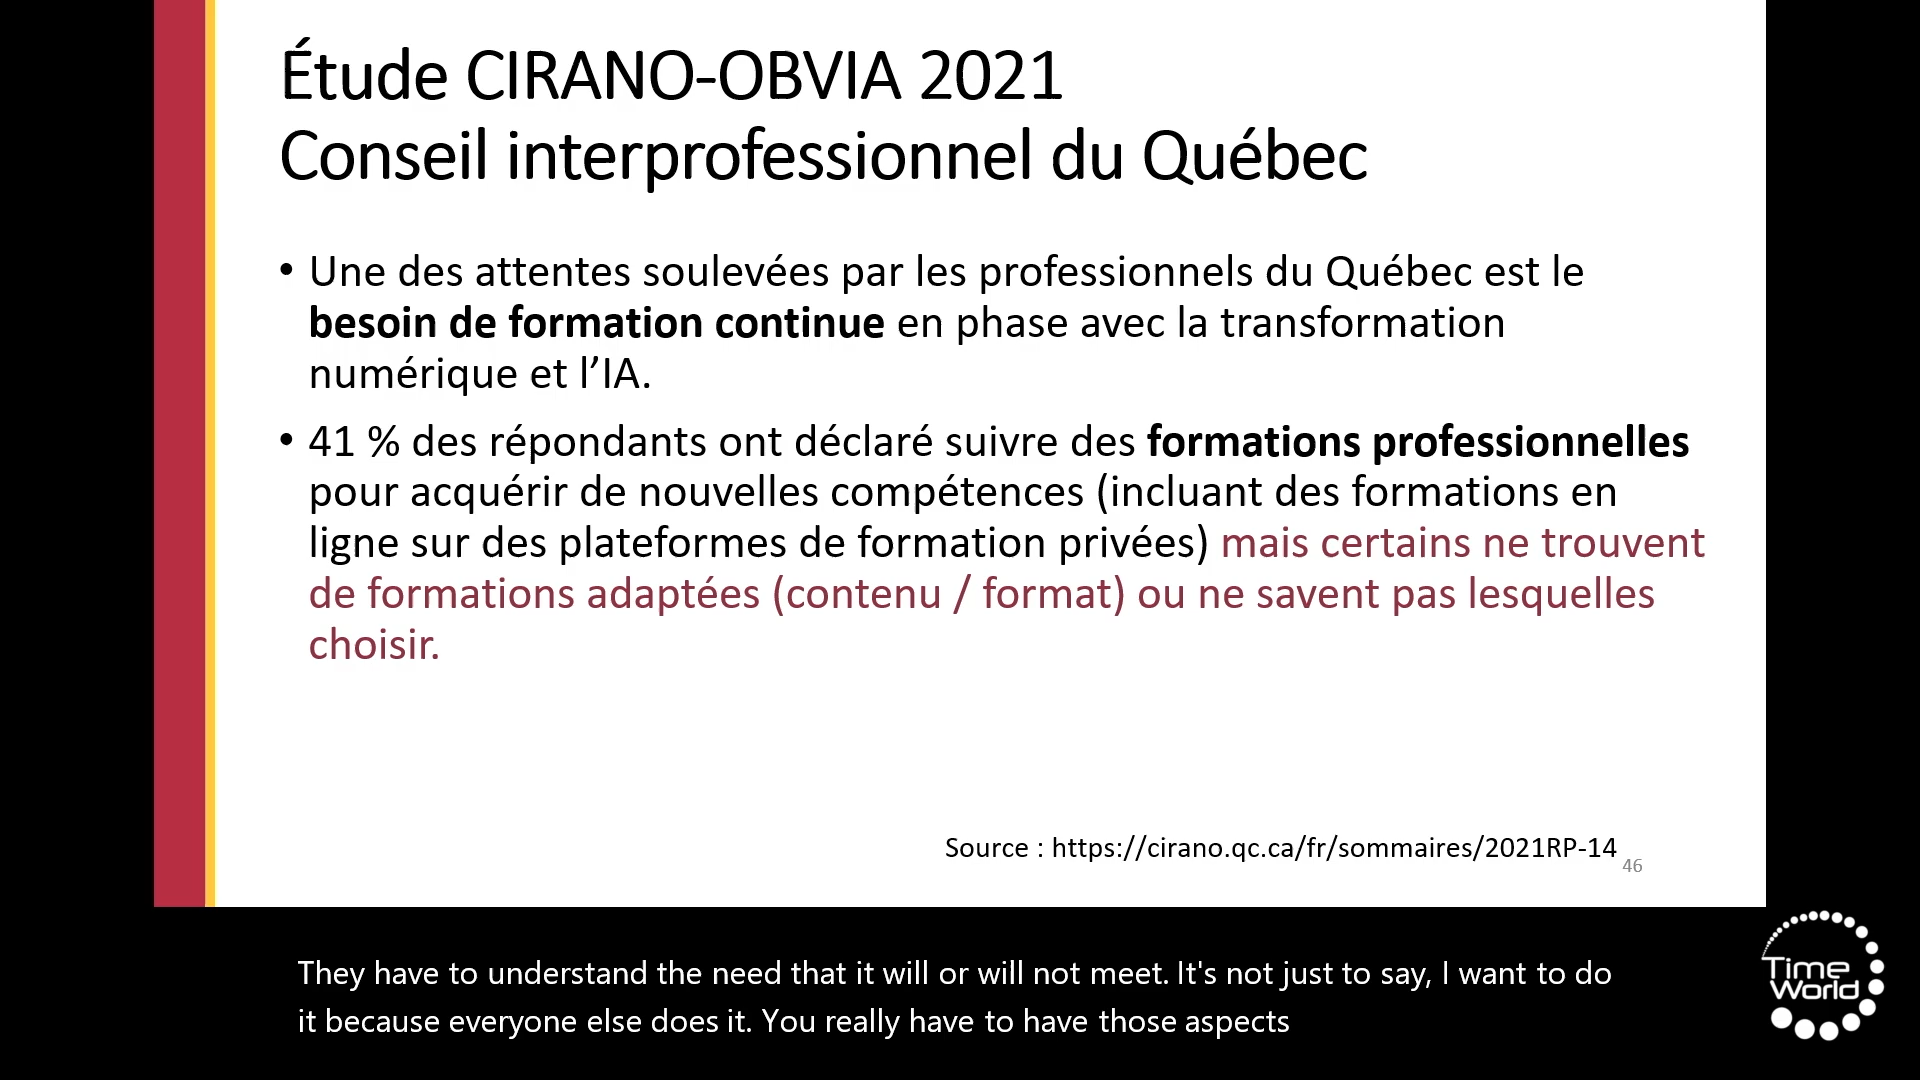 Étude CIRANO-OBVIA 2021
Conseil interprofessionnel du Québec
• Une des attentes soulevées par les professionnels du Québec est le
besoin de formation continue en phase avec la transformation
numérique et l’IA.
• 41 % des répondants ont déclaré suivre des formations professionnelles
pour acquérir de nouvelles compétences (incluant des formations en
ligne sur des plateformes de formation privées) mais certains ne trouvent
de formations adaptées (contenu / format) ou ne savent pas lesquelles
choisir.
Source : https://cirano.qc.ca/fr/sommaires/2021RP-14
46
They have to understand the need that it will or will not meet. It's not just to say, I want to do
it because everyone else does it. You really have to have those aspects
Time
World